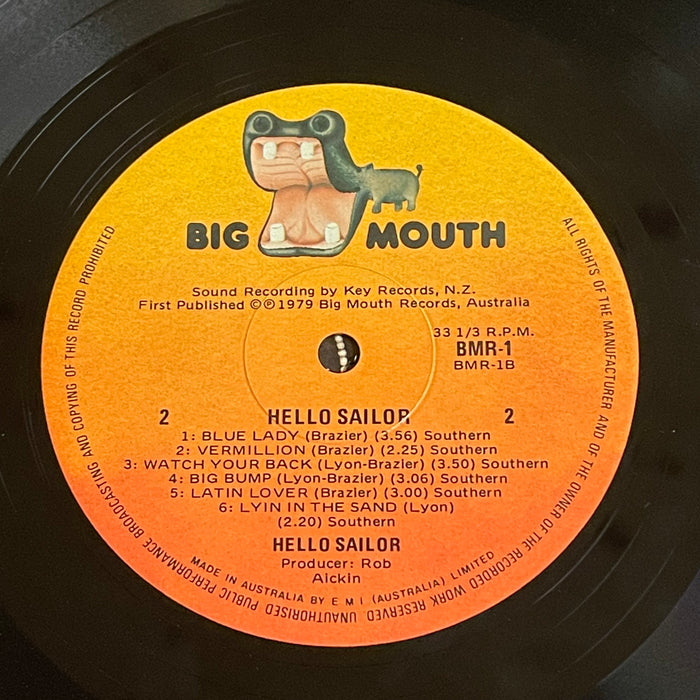 BIG MOUTH
Sound Recording by Key Records, N.Z.
First Published ©℗1979 Big Mouth Records, Australia
33 1/3 R.P.M.
BMR-1
BMR-1B
2 HELLO SAILOR 2
1: BLUE LADY (Brazier) (3.56) Southern
2: VERMILLION (Brazier) (2.25) Southern
3: WATCH YOUR BACK (Lyon-Brazier) (3.50) Southern
4: BIG BUMP (Lyon-Brazier) (3.06) Southern
5: LATIN LOVER (Brazier) (3.00) Southern
6: LYIN IN THE SAND (Lyon)
(2.20) Southern
HELLO SAILOR
Producer: Rob
Aickin
MADE IN AUSTRALIA BY E M I (AUSTRALIA) LIMITED
ALL RIGHTS OF THE MANUFACTURER AND OF THE OWNER OF THE RECORDED WORK RESERVED. UNAUTHORISED PUBLIC PERFORMANCE BROADCASTING AND COPYING OF THIS RECORD PROHIBITED